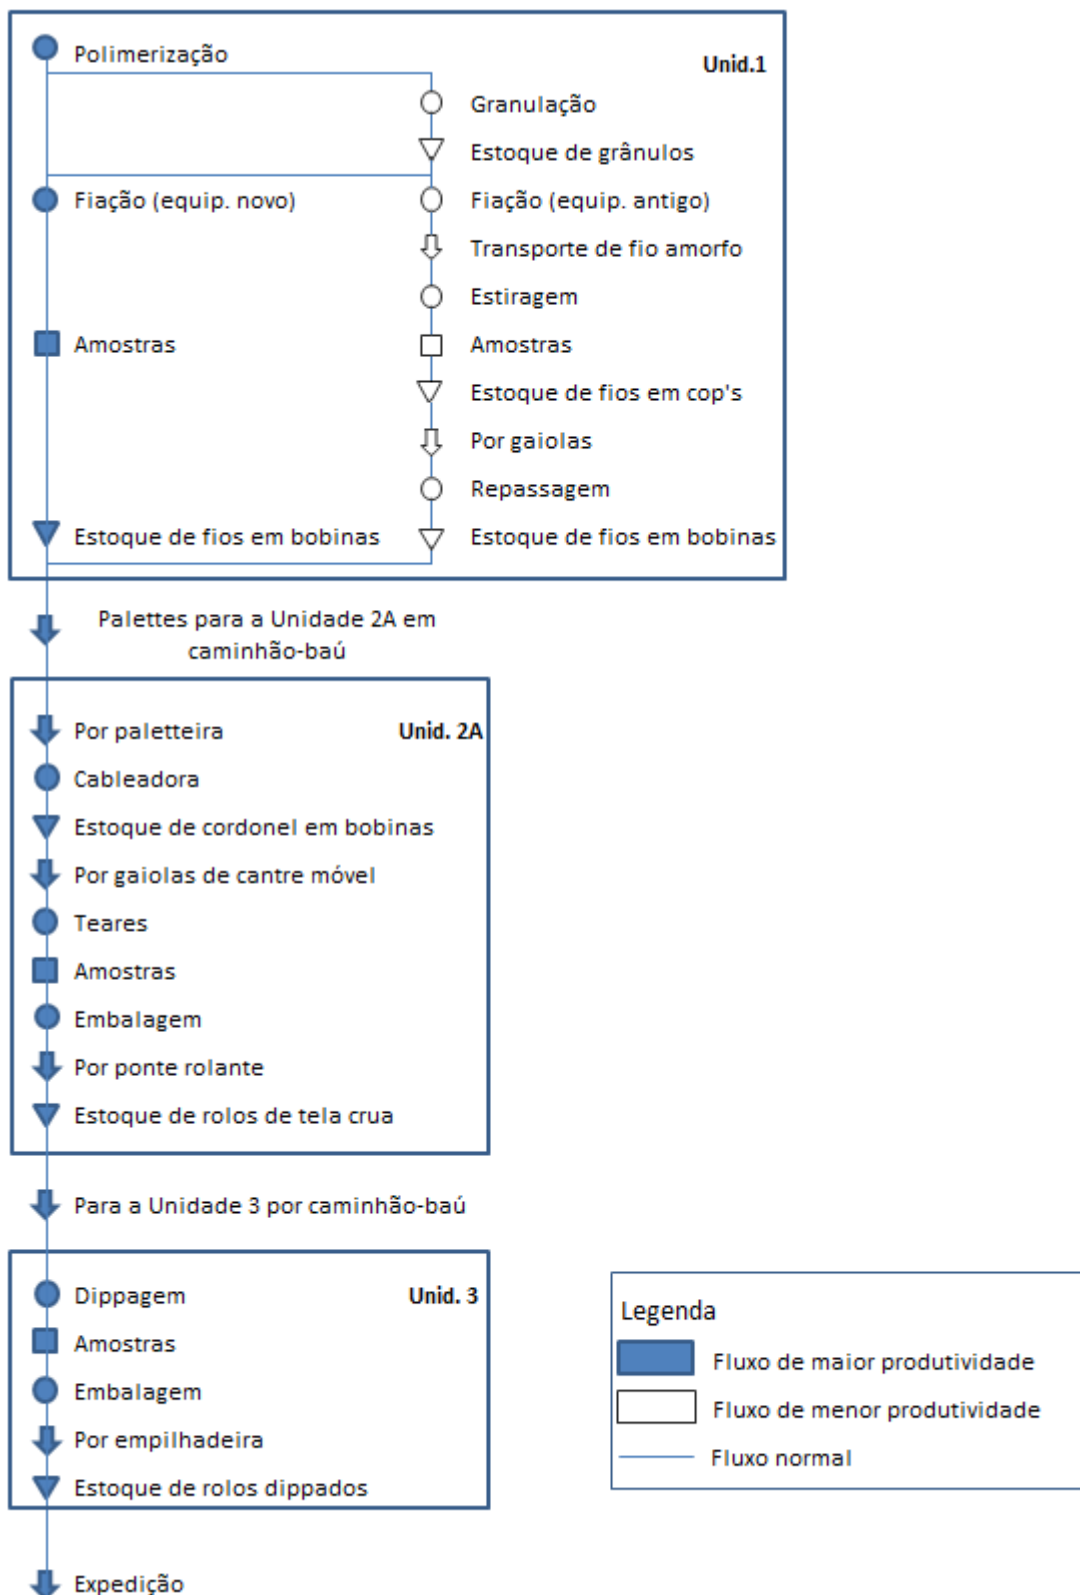 Polimerização
Unid.1
Granulação
Estoque de grânulos
Fiação (equip. novo)
Fiação (equip. antigo)
Transporte de fio amorfo
Estiragem
Amostras
Amostras
Estoque de fios em cop's
Por gaiolas
Repassagem
Estoque de fios em bobinas
Estoque de fios em bobinas
Palettes para a Unidade 2A em
caminhão-baú
Por paletteira
Unid. 2A
Cableadora
Estoque de cordonel em bobinas
Por gaiolas de cantre móvel
Teares
Amostras
Embalagem
Por ponte rolante
Estoque de rolos de tela crua
Para a Unidade 3 por caminhão-baú
Dippagem
Unid. 3
Amostras
Embalagem
Por empilhadeira
Estoque de rolos dippados
Expedição
Legenda
Fluxo de maior produtividade
Fluxo de menor produtividade
Fluxo normal